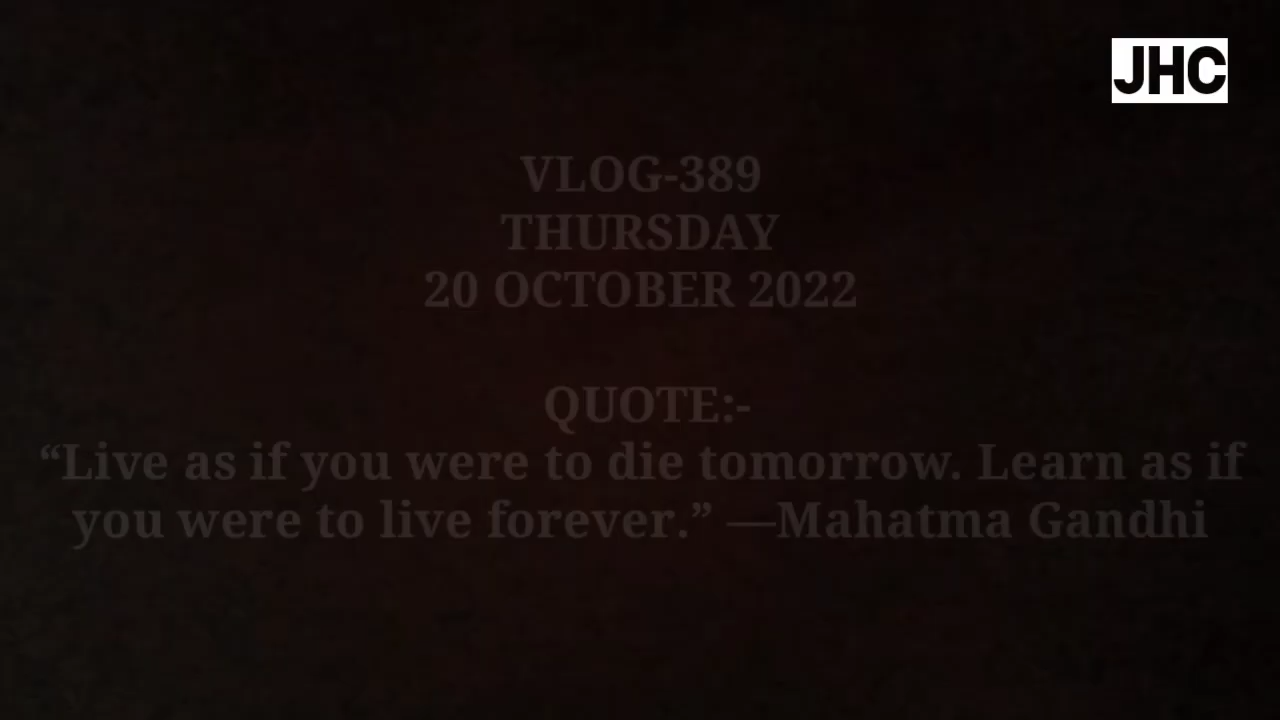 JHC
VLOG-389
THURSDAY
20 OCTOBER 2022
QUOTE:-
“Live as if you were to die tomorrow. Learn as if
you were to live forever.” —Mahatma Gandhi